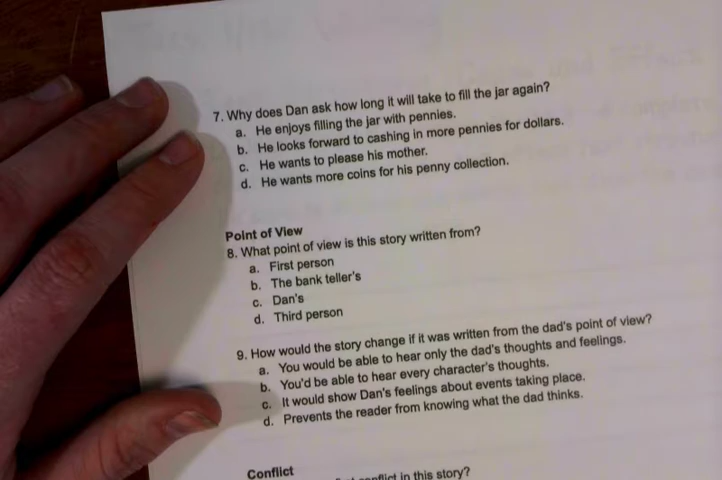 7. Why does Dan ask how long it will take to fill the jar again?
a. He enjoys filling the jar with pennies.
b. He looks forward to cashing in more pennies for dollars.
c. He wants to please his mother.
d. He wants more coins for his penny collection.
Point of View
8. What point of view is this story written from?
a. First person
b. The bank teller's
c. Dan's
d. Third person
9. How would the story change if it was written from the dad's point of view?
a. You would be able to hear only the dad's thoughts and feelings.
b. You'd be able to hear every character's thoughts.
c. It would show Dan's feelings about events taking place.
d. Prevents the reader from knowing what the dad thinks.
Conflict
conflict in this story?